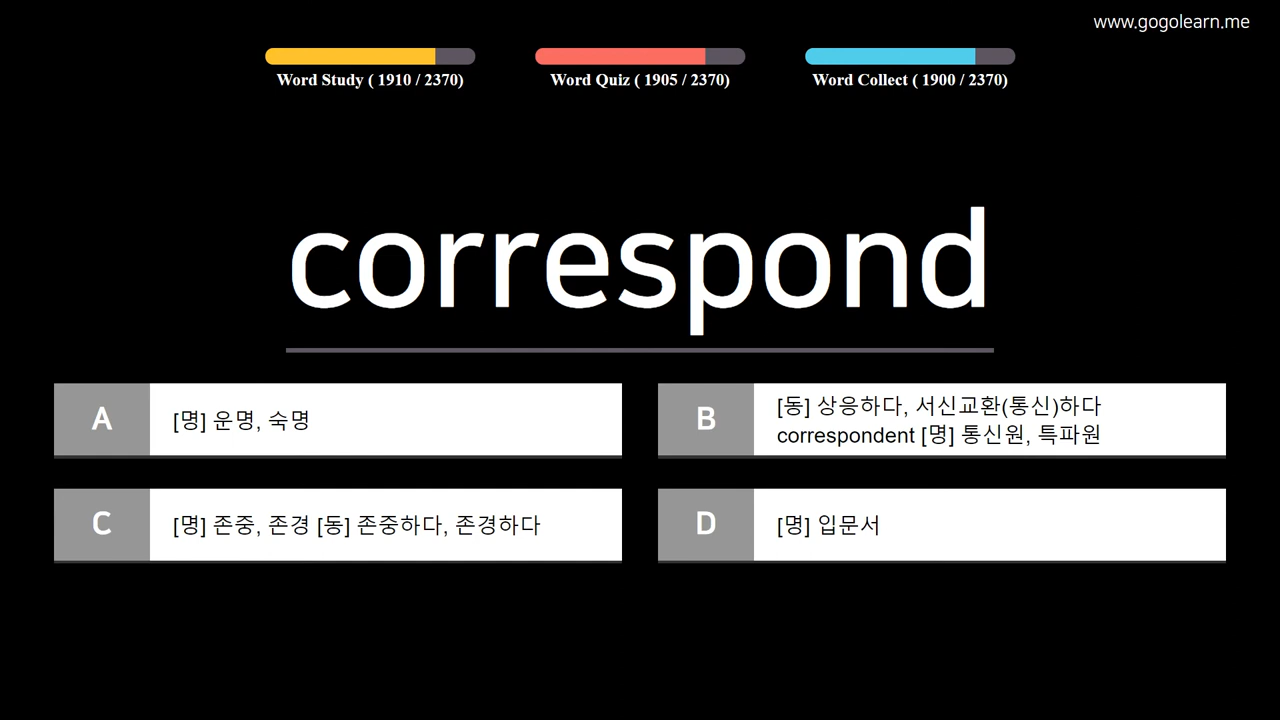 www.gogolearn.me
Word Study ( 1910 / 2370)
Word Quiz ( 1905 / 2370)
Word Collect ( 1900 / 2370)
correspond
A
[명] 운명, 숙명
B
[동] 상응하다, 서신교환(통신)하다
correspondent [명] 통신원, 특파원
C
[명] 존중, 존경 [동] 존중하다, 존경하다
D
[명] 입문서